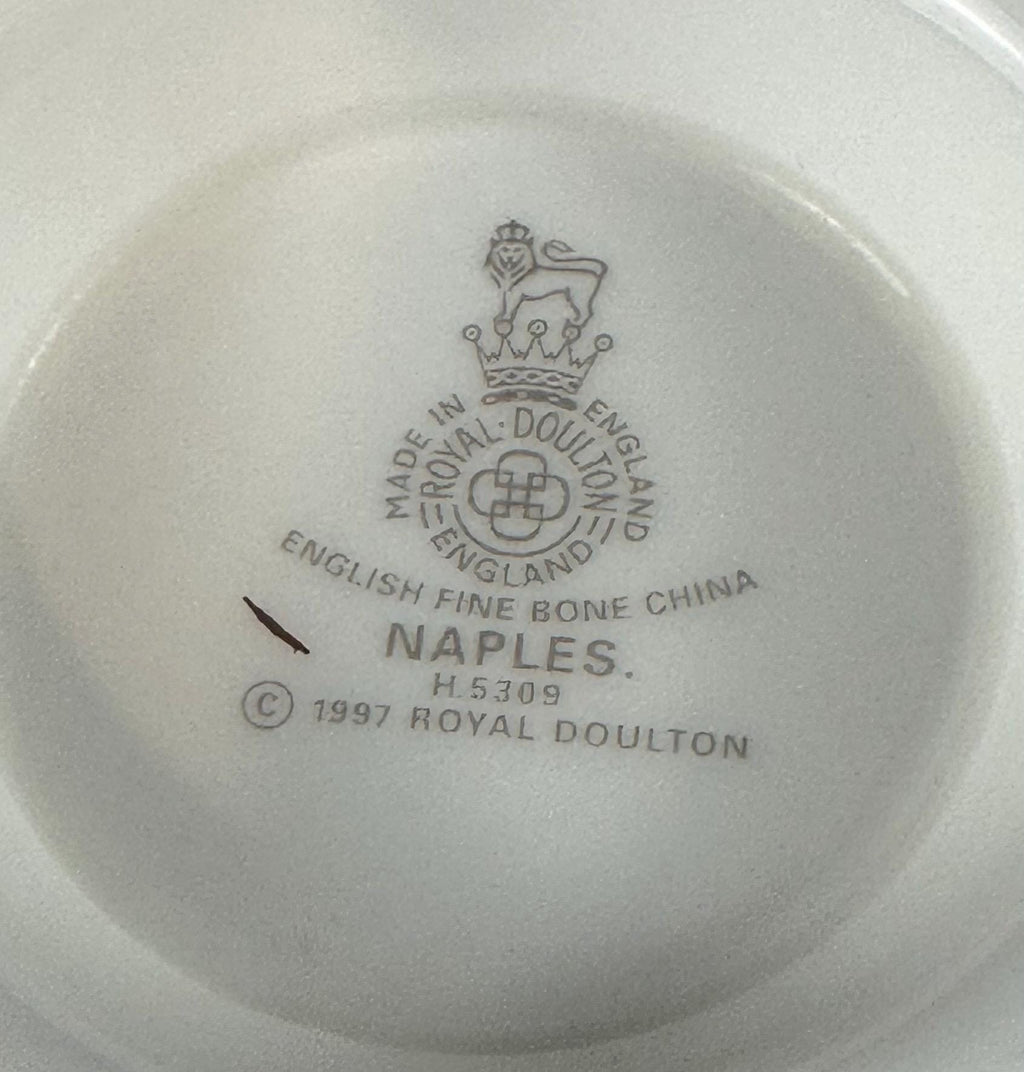 MADE IN ENGLAND
ROYAL·DOULTON
ENGLAND
ENGLISH FINE BONE CHINA
NAPLES.
H.5309
© 1997 ROYAL DOULTON